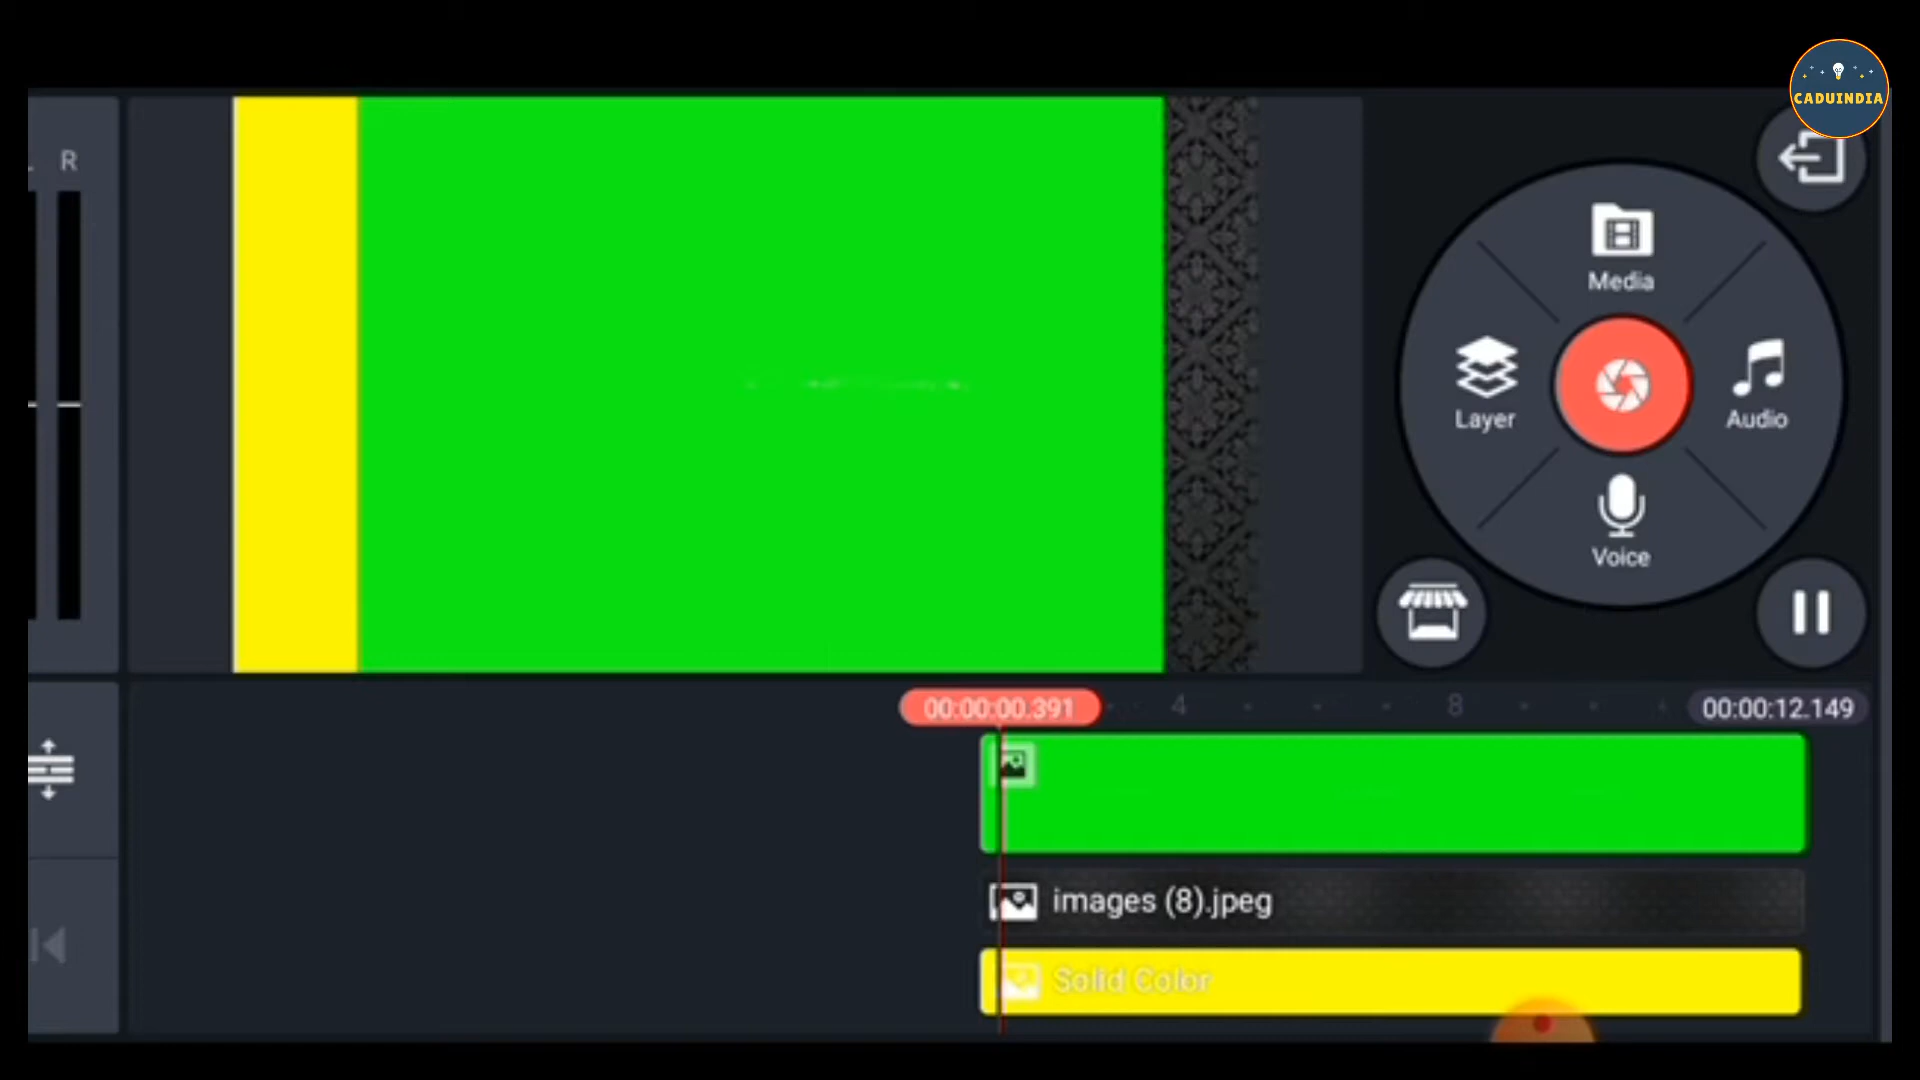 CADUINDIA
R
Media
Layer
Audio
Voice
00:00:00.391
4
8
00:00:12.149
images (8).jpeg
Solid Color